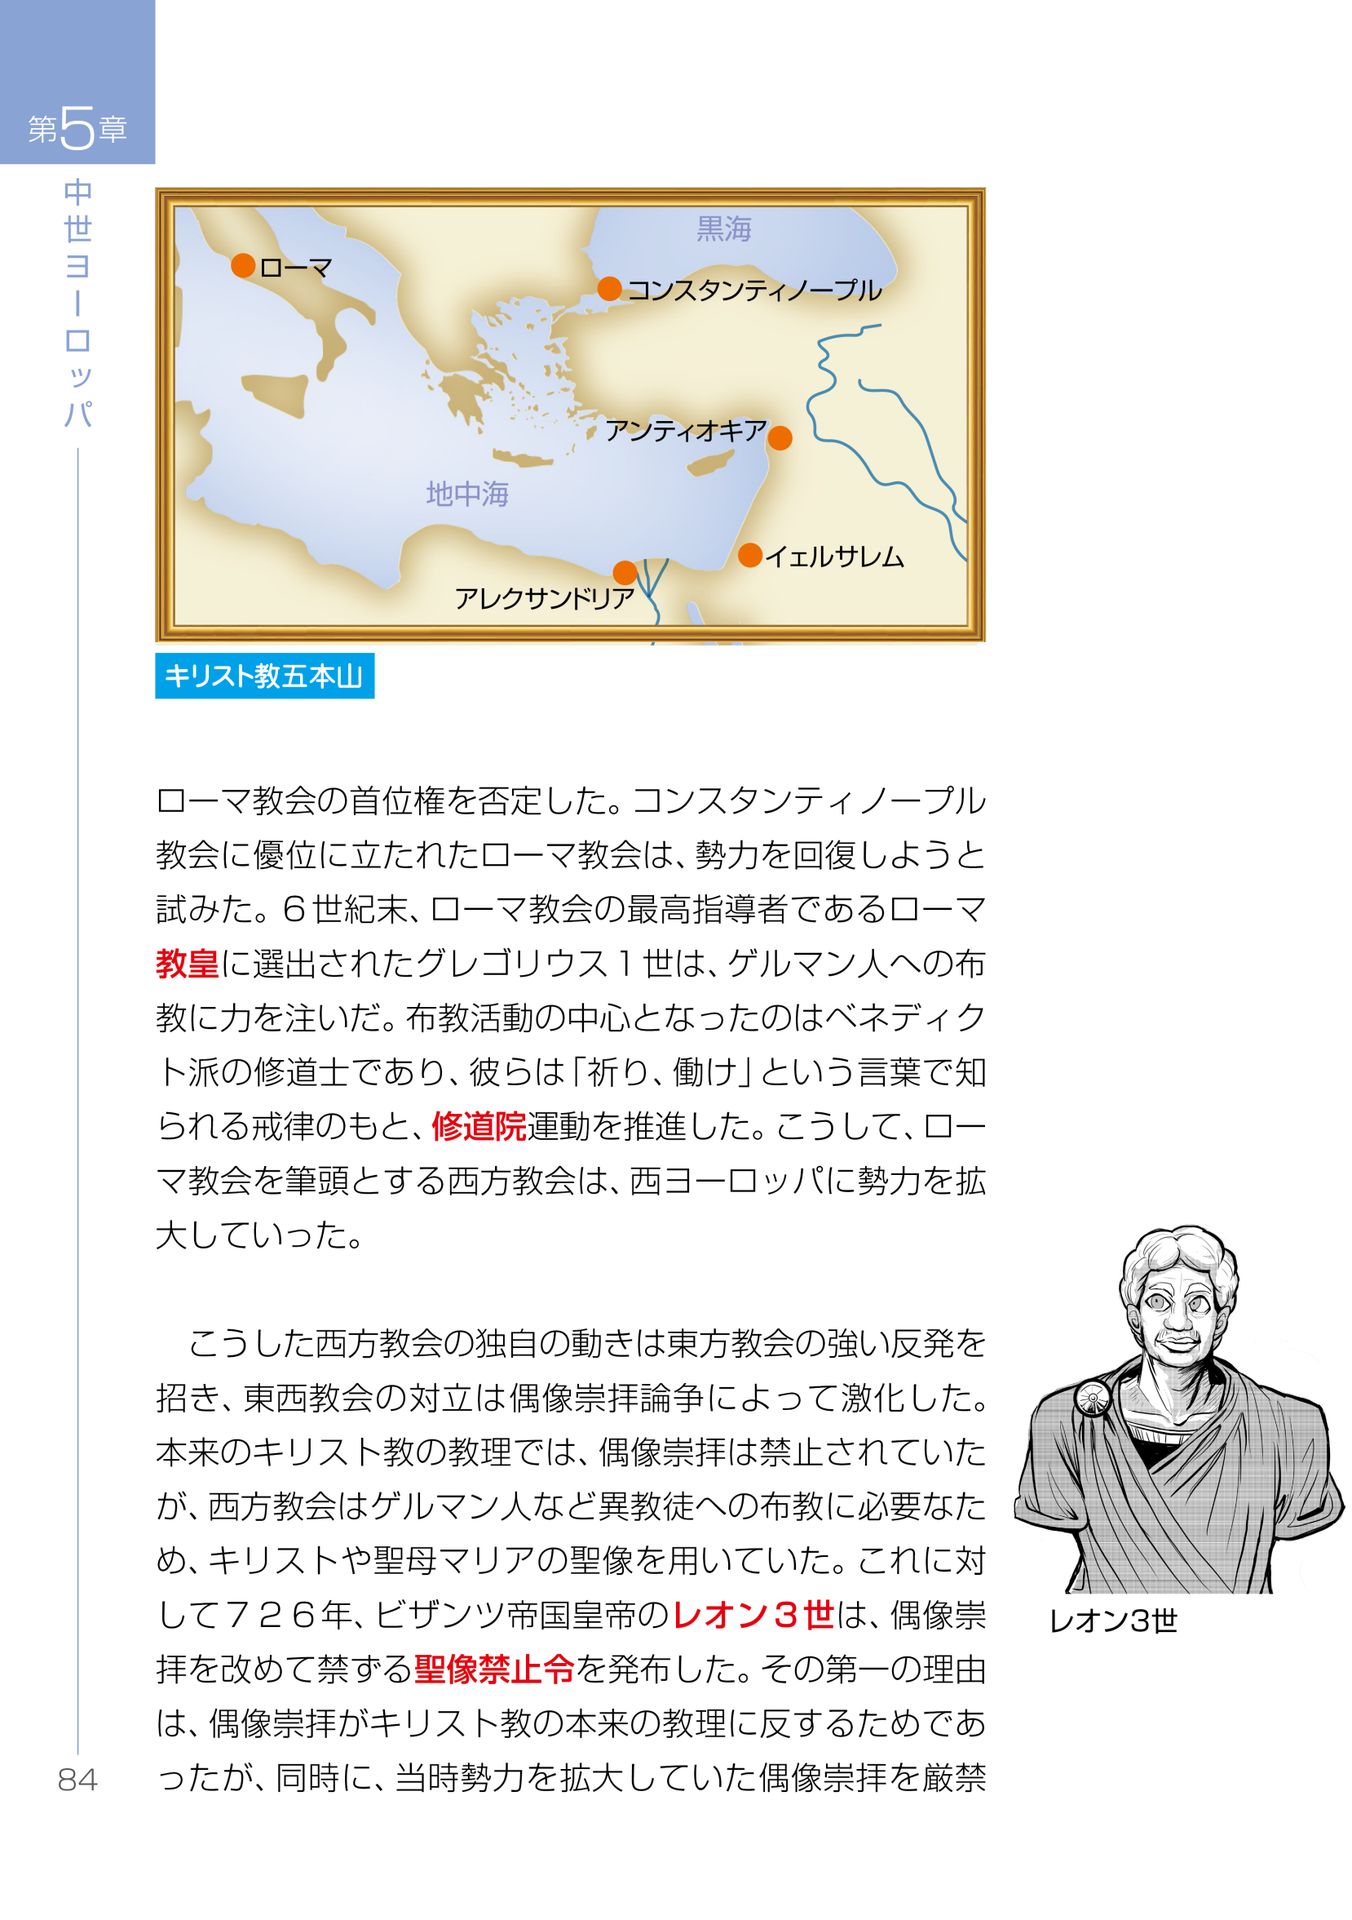 第5章
中世ヨーロッパ
黒海
ローマ
コンスタンティノープル
アンティオキア
地中海
イェルサレム
アレクサンドリア
キリスト教五本山
ローマ教会の首位権を否定した。コンスタンティノープル
教会に優位に立たれたローマ教会は、勢力を回復しようと
試みた。6世紀末、ローマ教会の最高指導者であるローマ
教皇に選出されたグレゴリウス1世は、ゲルマン人への布
教に力を注いだ。布教活動の中心となったのはベネディク
ト派の修道士であり、彼らは「祈り、働け」という言葉で知
られる戒律のもと、修道院運動を推進した。こうして、ロー
マ教会を筆頭とする西方教会は、西ヨーロッパに勢力を拡
大していった。
こうした西方教会の独自の動きは東方教会の強い反発を
招き、東西教会の対立は偶像崇拝論争によって激化した。
本来のキリスト教の教理では、偶像崇拝は禁止されていた
が、西方教会はゲルマン人など異教徒への布教に必要なた
め、キリストや聖母マリアの聖像を用いていた。これに対
して726年、ビザンツ帝国皇帝のレオン3世は、偶像崇
拝を改めて禁ずる聖像禁止令を発布した。その第一の理由
は、偶像崇拝がキリスト教の本来の教理に反するためであ
ったが、同時に、当時勢力を拡大していた偶像崇拝を厳禁
レオン3世
84